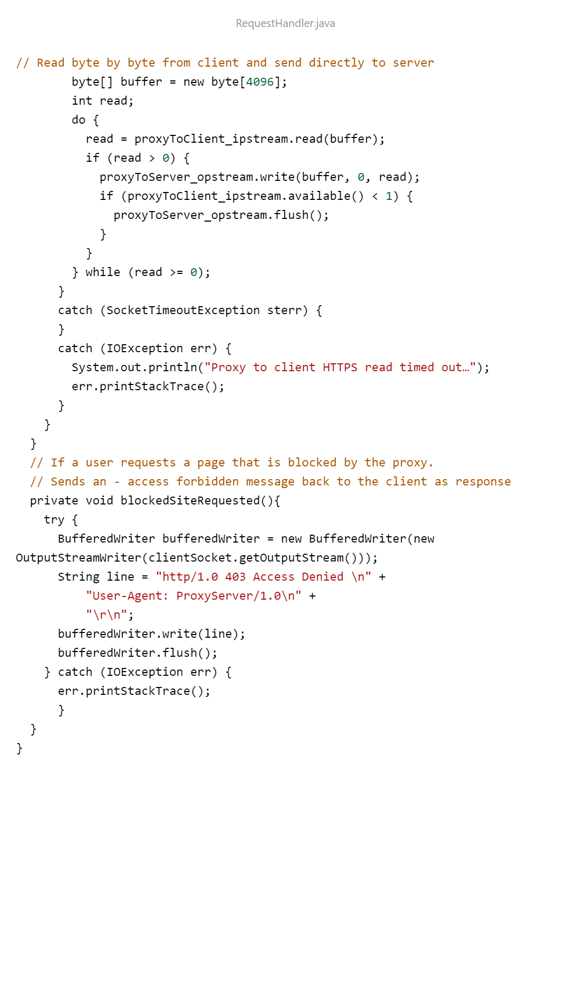 RequestHandler.java
// Read byte by byte from client and send directly to server
        byte[] buffer = new byte[4096];
        int read;
        do {
          read = proxyToClient_ipstream.read(buffer);
          if (read > 0) {
            proxyToServer_opstream.write(buffer, 0, read);
            if (proxyToClient_ipstream.available() < 1) {
              proxyToServer_opstream.flush();
            }
          }
        } while (read >= 0);
      }
      catch (SocketTimeoutException sterr) {
      }
      catch (IOException err) {
        System.out.println("Proxy to client HTTPS read timed out…");
        err.printStackTrace();
      }
    }
  }
  // If a user requests a page that is blocked by the proxy.
  // Sends an - access forbidden message back to the client as response
  private void blockedSiteRequested(){
    try {
      BufferedWriter bufferedWriter = new BufferedWriter(new
OutputStreamWriter(clientSocket.getOutputStream()));
      String line = "http/1.0 403 Access Denied \n" +
          "User-Agent: ProxyServer/1.0\n" +
          "\r\n";
      bufferedWriter.write(line);
      bufferedWriter.flush();
    } catch (IOException err) {
      err.printStackTrace();
      }
  }
}